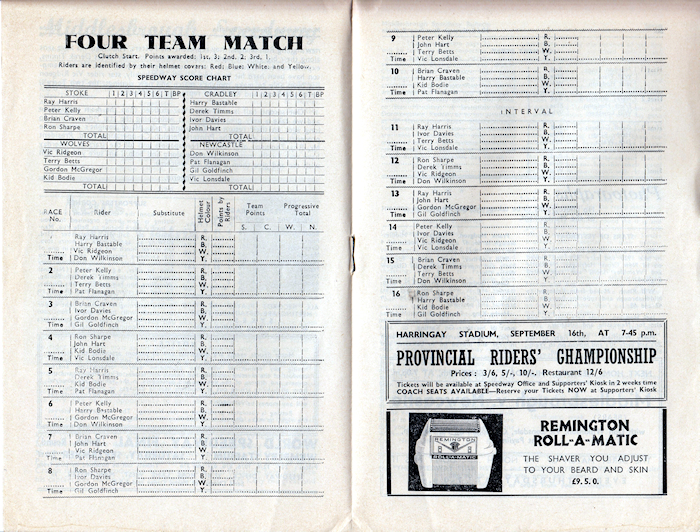 FOUR TEAM MATCH
Clutch Start. Points awarded: 1st, 3; 2nd, 2; 3rd, 1.
Riders are identified by their helmet covers: Red; Blue; White, and Yellow.
SPEEDWAY SCORE CHART
STOKE 1 2 3 4 5 6 T BP CRADLEY 1 2 3 4 5 6 T BP
Ray Harris Harry Bastable
Peter Kelly Derek Timms
Brian Craven Ivor Davies
Ron Sharpe John Hart
TOTAL TOTAL
WOLVES NEWCASTLE
Vic Ridgeon Don Wilkinson
Terry Betts Pat Flanagan
Gordon McGregor Gil Goldfinch
Kid Bodie Vic Lonsdale
TOTAL TOTAL
RACE No. Rider Substitute Helmet Colour Points by Riders Team Points Progressive Total
S. C. W. N.
Ray Harris R.
Harry Bastable B.
Vic Ridgeon W.
Time Don Wilkinson Y.
2 Peter Kelly R.
Derek Timms B.
Terry Betts W.
Time Pat Flanagan Y.
3 Brian Craven R.
Ivor Davies B.
Gordon McGregor W.
Time Gil Goldfinch Y.
4 Ron Sharpe R.
John Hart B.
Kid Bodie W.
Time Vic Lonsdale Y.
5 Ray Harris R.
Derek Timms B.
Kid Bodie W.
Time Pat Flanagan Y.
6 Peter Kelly R.
Harry Bastable B.
Gordon McGregor W.
Time Don Wilkinson Y.
7 Brian Craven R.
John Hart B.
Vic Ridgeon W.
Time Pat Flanagan Y.
8 Ron Sharpe R.
Ivor Davies B.
Terry Betts W.
Time Gil Goldfinch Y.
9 Peter Kelly R.
John Hart B.
Terry Betts W.
Time Vic Lonsdale Y.
10 Brian Craven R.
Harry Bastable B.
Kid Bodie W.
Time Pat Flanagan Y.
INTERVAL
11 Ray Harris R.
Ivor Davies B.
Terry Betts W.
Time Vic Lonsdale Y.
12 Ron Sharpe R.
Derek Timms B.
Vic Ridgeon W.
Time Don Wilkinson Y.
13 Ray Harris R.
John Hart B.
Gordon McGregor W.
Time Gil Goldfinch Y.
14 Peter Kelly R.
Ivor Davies B.
Vic Ridgeon W.
Time Vic Lonsdale Y.
15 Brian Craven R.
Derek Timms B.
Terry Betts W.
Time Don Wilkinson Y.
16 Ron Sharpe R.
Harry Bastable B.
Gordon McGregor W.
Time Gil Goldfinch Y.
HARRINGAY STADIUM, SEPTEMBER 16th, AT 7-45 p.m.
PROVINCIAL RIDERS' CHAMPIONSHIP
Prices : 3/6, 5/-, 10/-. Restaurant 12/6
Tickets will be available at Speedway Office and Supporters' Kiosk in 2 weeks time
COACH SEATS AVAILABLE—Reserve your Tickets NOW at Supporters' Kiosk
REMINGTON
ROLL-A-MATIC
REMINGTON
ROLL-A-MATIC
THE SHAVER YOU ADJUST
TO YOUR BEARD AND SKIN
£9. 5. 0.